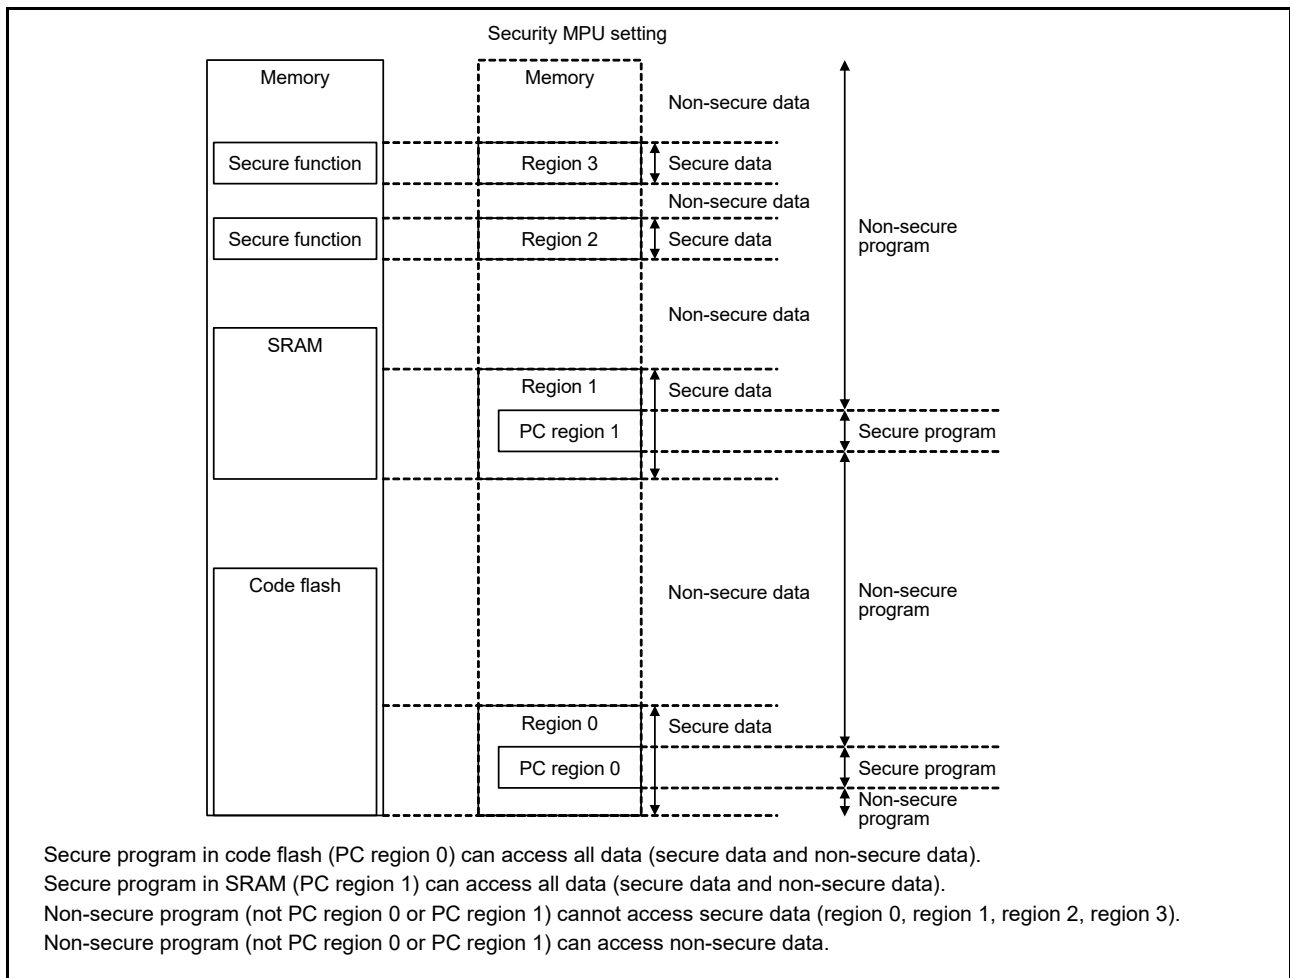 Security MPU setting
Memory
Memory
Non-secure data
Secure function
Region 3
Secure data
Non-secure data
Non-secure
program
Secure function
Region 2
Secure data
Non-secure data
SRAM
Region 1
Secure data
PC region 1
Secure program
Code flash
Non-secure data
Non-secure
program
Region 0
Secure data
PC region 0
Secure program
Non-secure
program
Secure program in code flash (PC region 0) can access all data (secure data and non-secure data).
Secure program in SRAM (PC region 1) can access all data (secure data and non-secure data).
Non-secure program (not PC region 0 or PC region 1) cannot access secure data (region 0, region 1, region 2, region 3).
Non-secure program (not PC region 0 or PC region 1) can access non-secure data.